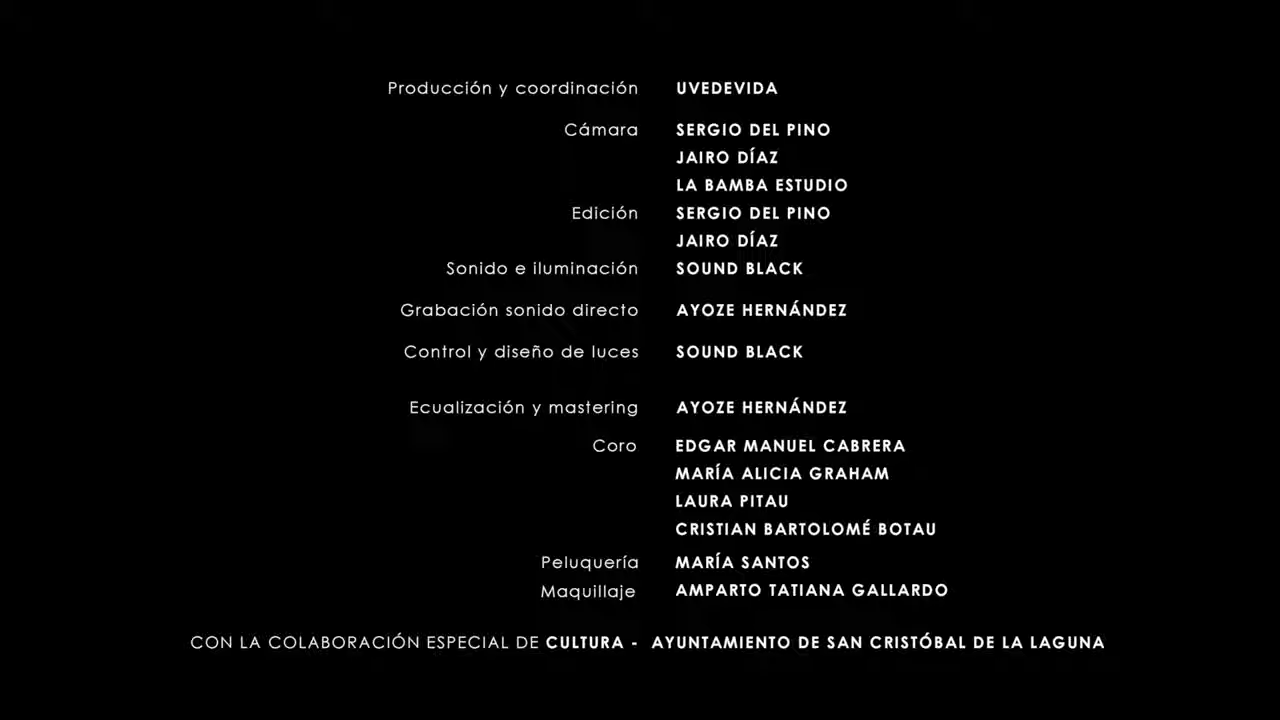 Producción y coordinación UVEDEVIDA
Cámara SERGIO DEL PINO
JAIRO DÍAZ
LA BAMBA ESTUDIO
Edición SERGIO DEL PINO
JAIRO DÍAZ
Sonido e iluminación SOUND BLACK
Grabación sonido directo AYOZE HERNÁNDEZ
Control y diseño de luces SOUND BLACK
Ecualización y mastering AYOZE HERNÁNDEZ
Coro EDGAR MANUEL CABRERA
MARÍA ALICIA GRAHAM
LAURA PITAU
CRISTIAN BARTOLOMÉ BOTAU
Peluquería MARÍA SANTOS
Maquillaje AMPARTO TATIANA GALLARDO
CON LA COLABORACIÓN ESPECIAL DE CULTURA - AYUNTAMIENTO DE SAN CRISTÓBAL DE LA LAGUNA